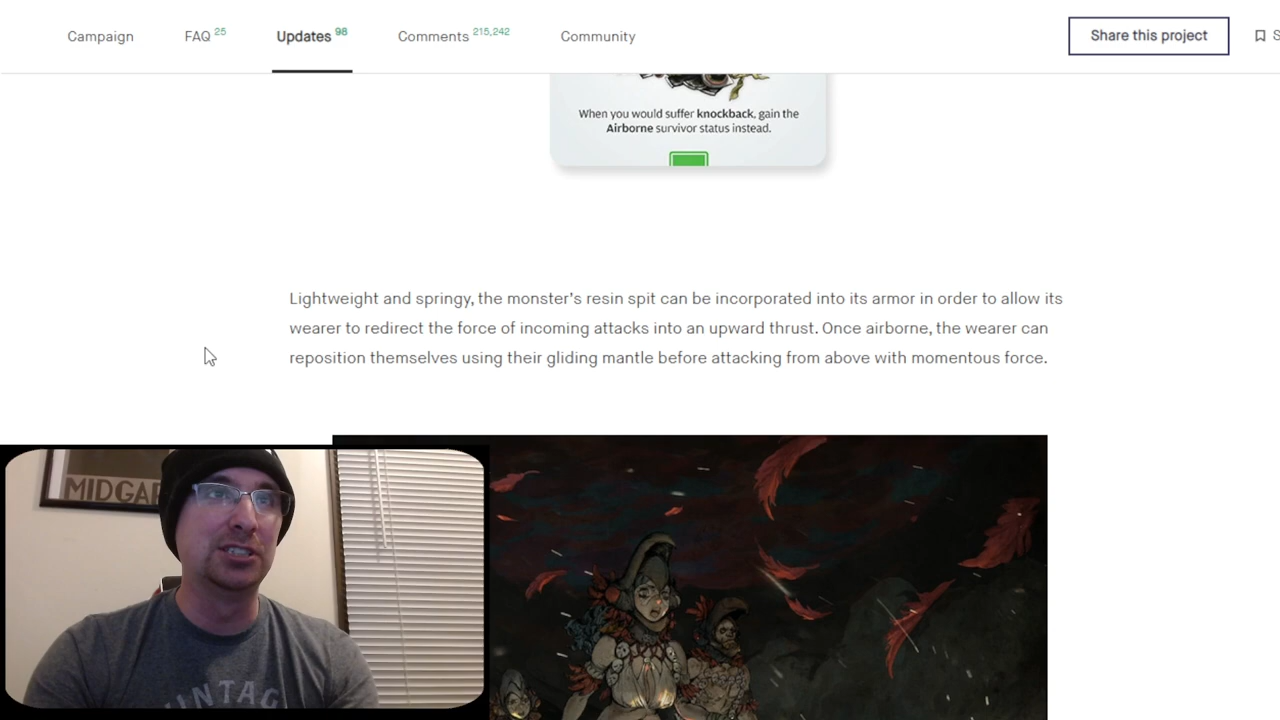 Campaign
FAQ 25
Updates 98
Comments 215,242
Community
Share this project
S
When you would suffer knockback, gain the
Airborne survivor status instead.
Lightweight and springy, the monster's resin spit can be incorporated into its armor in order to allow its
wearer to redirect the force of incoming attacks into an upward thrust. Once airborne, the wearer can
reposition themselves using their gliding mantle before attacking from above with momentous force.
MIDGAR
UNTAG